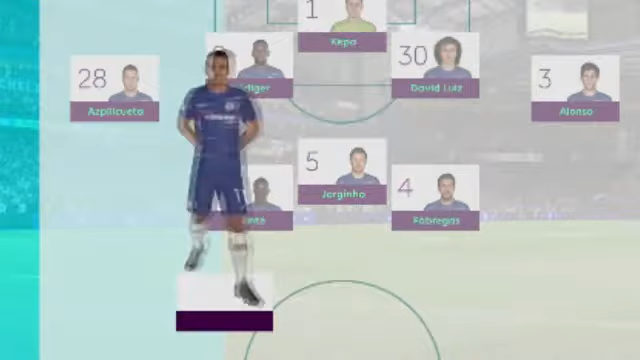 1
Kepa
28
Azpilicueta
30
David Luiz
3
Alonso
5
Jorginho
4
Fàbregas